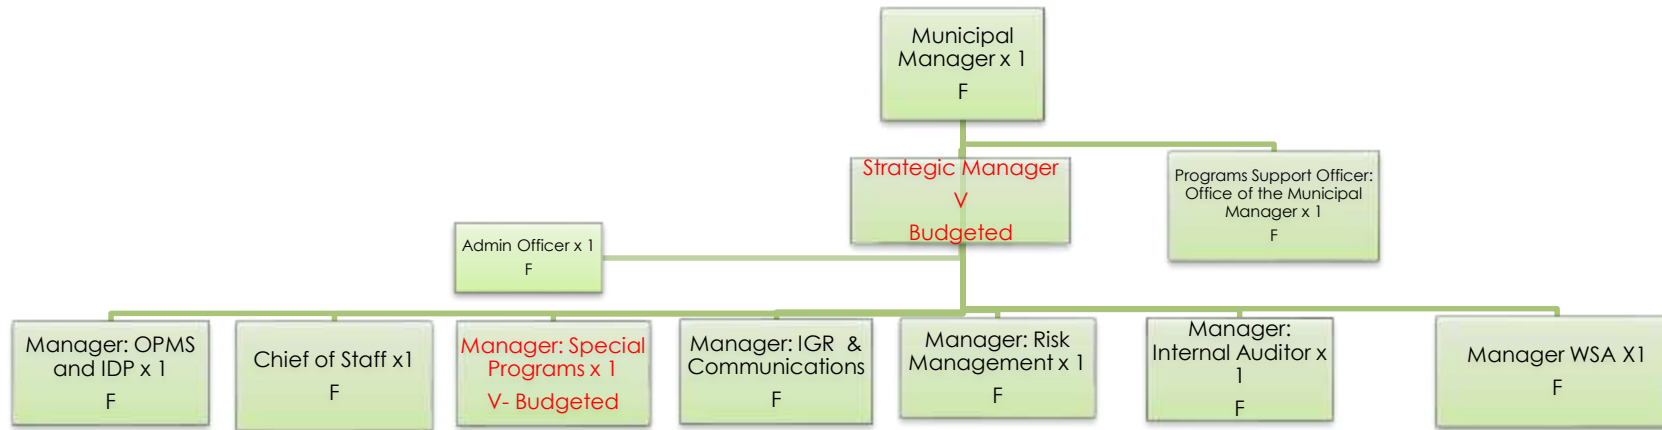 Municipal
Manager x 1
F
Strategic Manager
V
Budgeted
Programs Support Officer:
Office of the Municipal
Manager x 1
F
Admin Officer x 1
F
Manager: OPMS
and IDP x 1
F
Chief of Staff x1
F
Manager: Special
Programs x 1
V- Budgeted
Manager: IGR &
Communications
F
Manager: Risk
Management x 1
F
Manager:
Internal Auditor x
1
F
Manager WSA X1
F